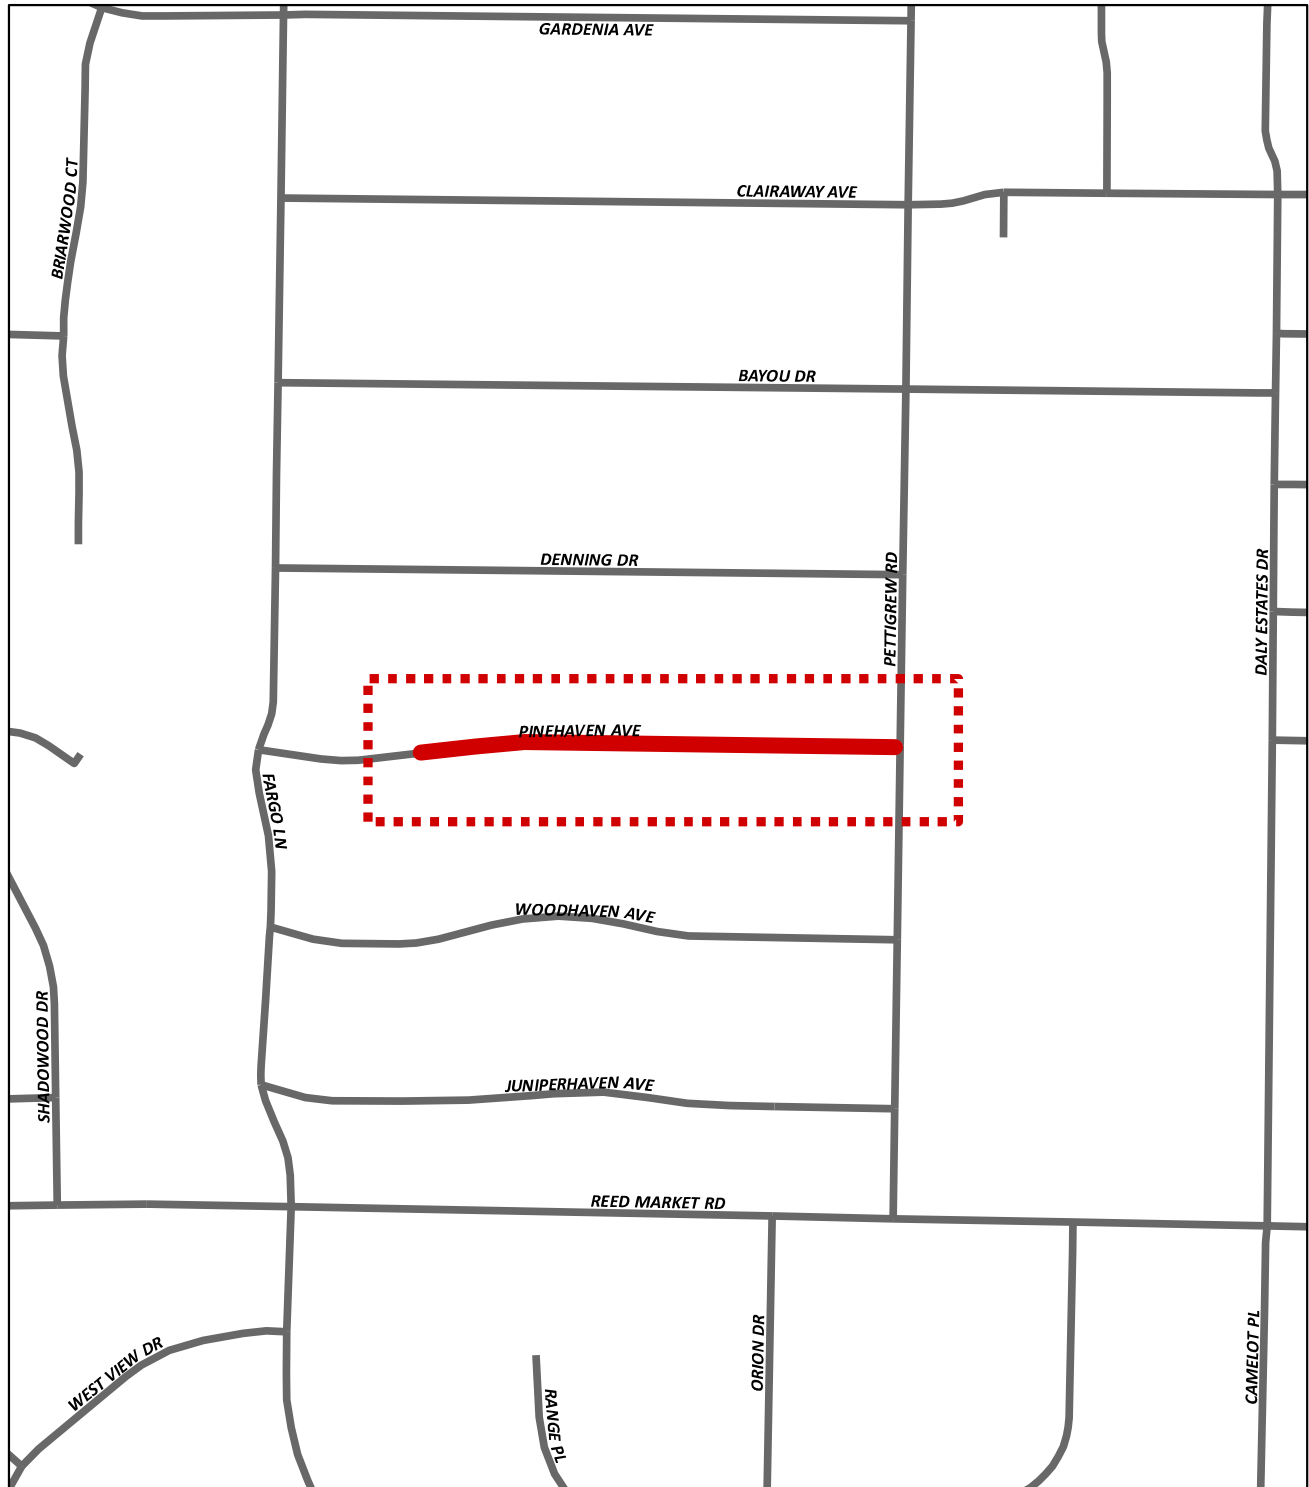 GARDENIA AVE
BRIARWOOD CT
CLAIRAWAY AVE
BAYOU DR
DENNING DR
PETTIGREW RD
DALY ESTATES DR
PINEHAVEN AVE
FARGO LN
WOODHAVEN AVE
SHADOWOOD DR
JUNIPERHAVEN AVE
REED MARKET RD
WEST VIEW DR
RANGE PL
ORION DR
CAMELOT PL